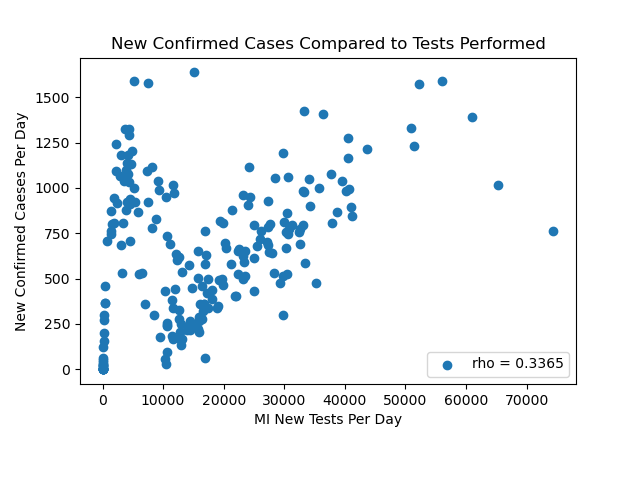 New Confirmed Cases Compared to Tests Performed
New Confirmed Caeses Per Day
1500
1250
1000
750
500
250
0
rho = 0.3365
0 10000 20000 30000 40000 50000 60000 70000
MI New Tests Per Day